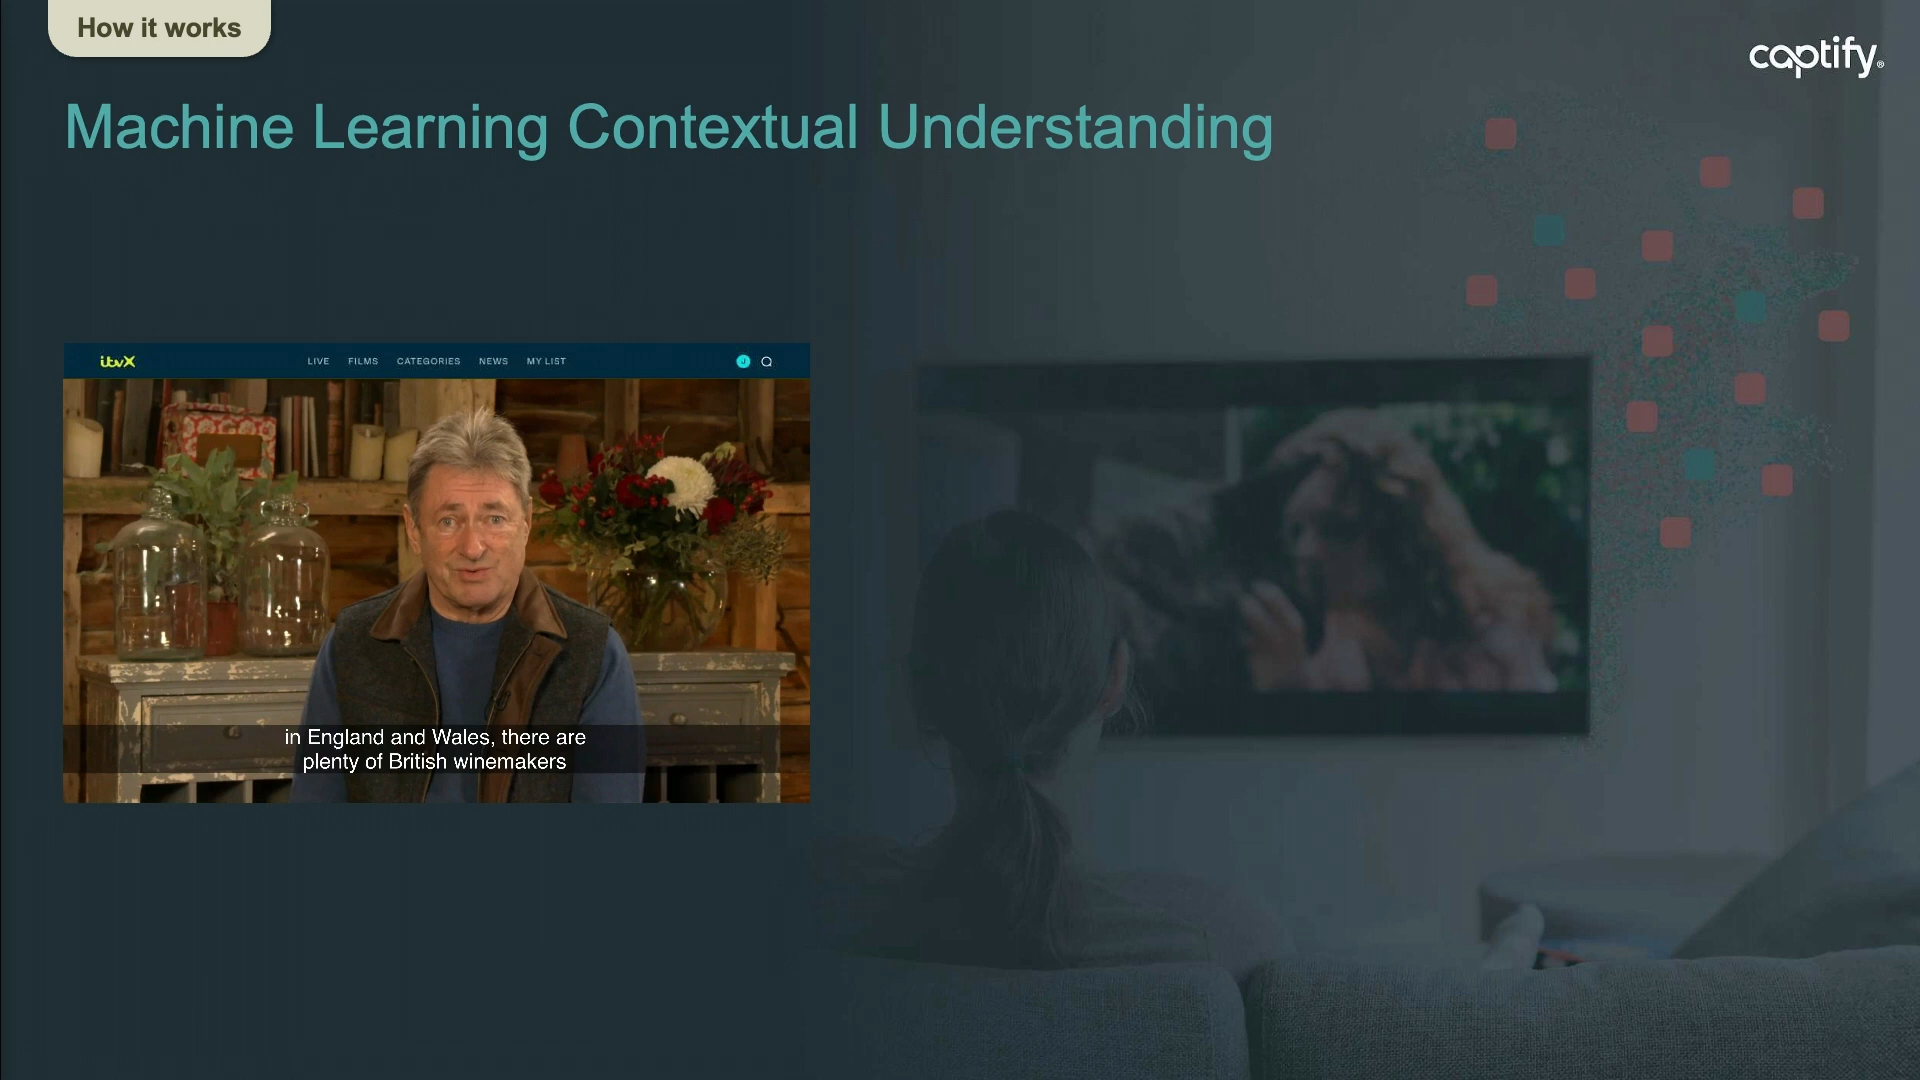 How it works
captify®
Machine Learning Contextual Understanding
itvX
LIVE FILMS CATEGORIES NEWS MY LIST
J
in England and Wales, there are
plenty of British winemakers